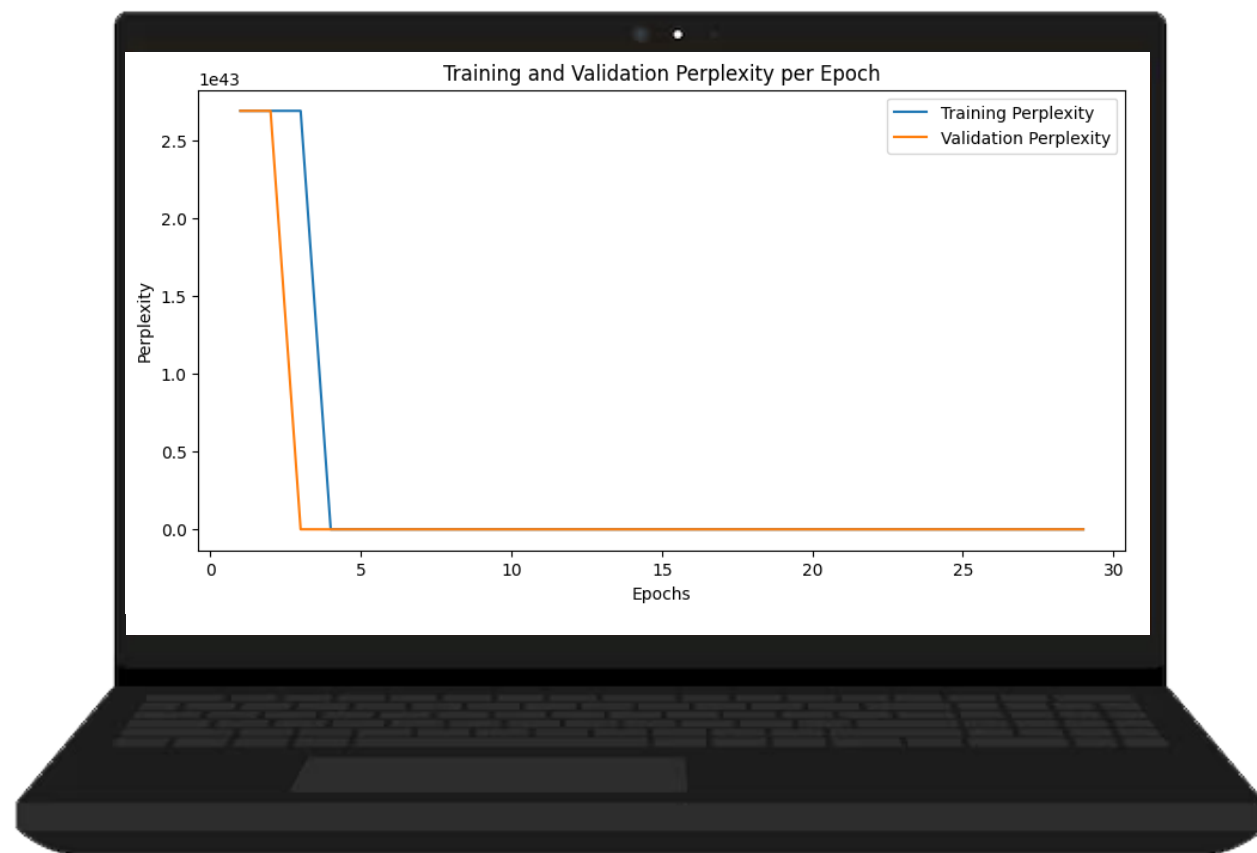 Training and Validation Perplexity per Epoch
1e43
Training Perplexity
Validation Perplexity
2.5
2.0
1.5
1.0
0.5
0.0
Perplexity
0 5 10 15 20 25 30
Epochs